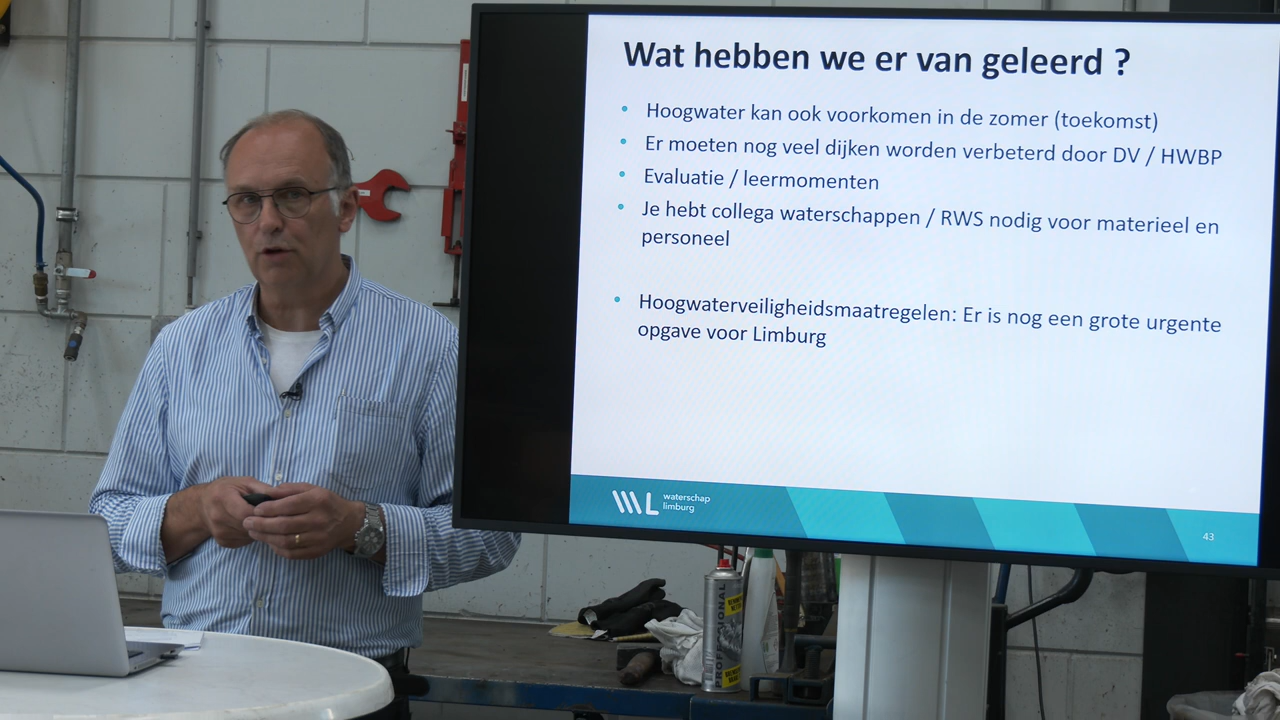 Wat hebben we er van geleerd ?
• Hoogwater kan ook voorkomen in de zomer (toekomst)
• Er moeten nog veel dijken worden verbeterd door DV / HWBP
• Evaluatie / leermomenten
• Je hebt collega waterschappen / RWS nodig voor materieel en
personeel
• Hoogwaterveiligheidsmaatregelen: Er is nog een grote urgente
opgave voor Limburg
waterschap
limburg
43
PROFESSIONAL